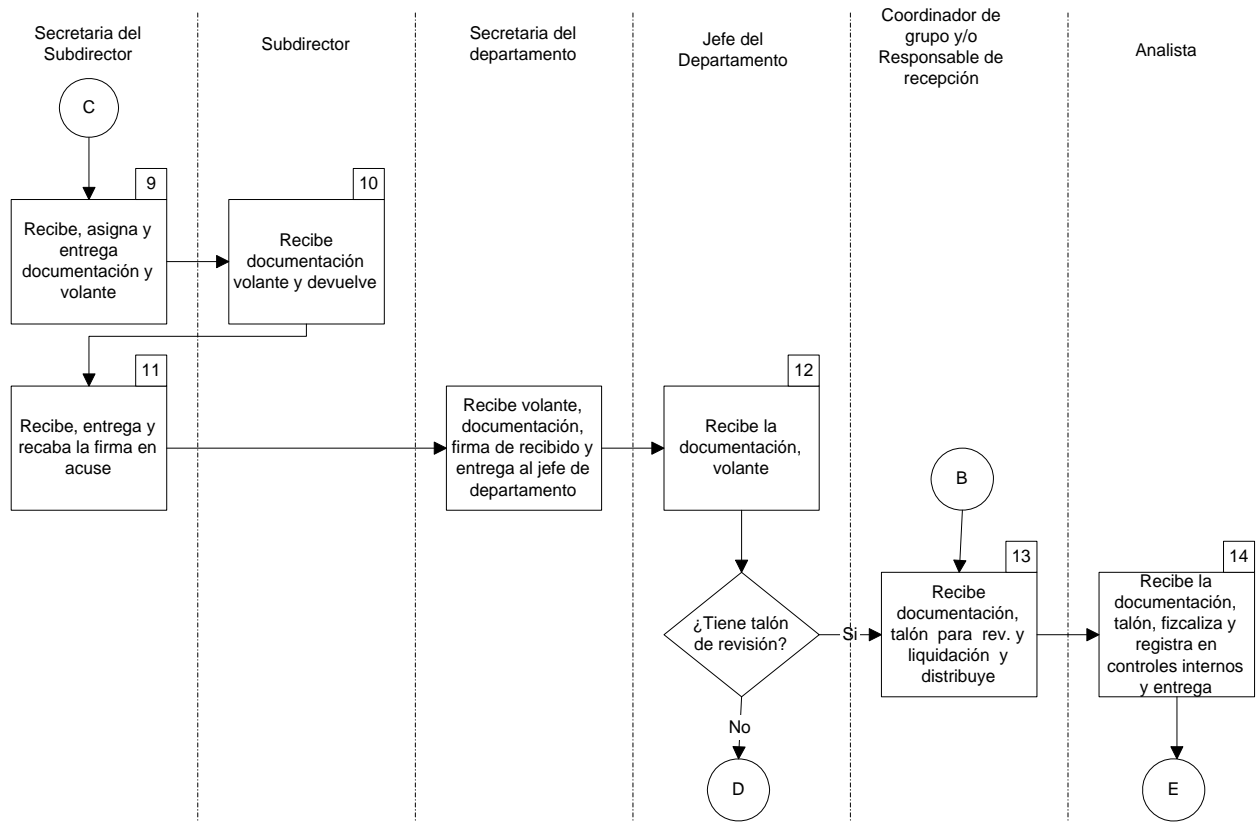 Secretaria del
Subdirector
Subdirector
Secretaria del
departamento
Jefe del
Departamento
Coordinador de
grupo y/o
Responsable de
recepción
Analista
C
9
Recibe, asigna y
entrega
documentación y
volante
10
Recibe
documentación
volante y devuelve
11
Recibe, entrega y
recaba la firma en
acuse
Recibe volante,
documentación,
firma de recibido y
entrega al jefe de
departamento
12
Recibe la
documentación,
volante
¿Tiene talón
de revisión?
Si
No
D
B
13
Recibe
documentación,
talón para rev. y
liquidación y
distribuye
14
Recibe la
documentación,
talón, fizcaliza y
registra en
controles internos
y entrega
E